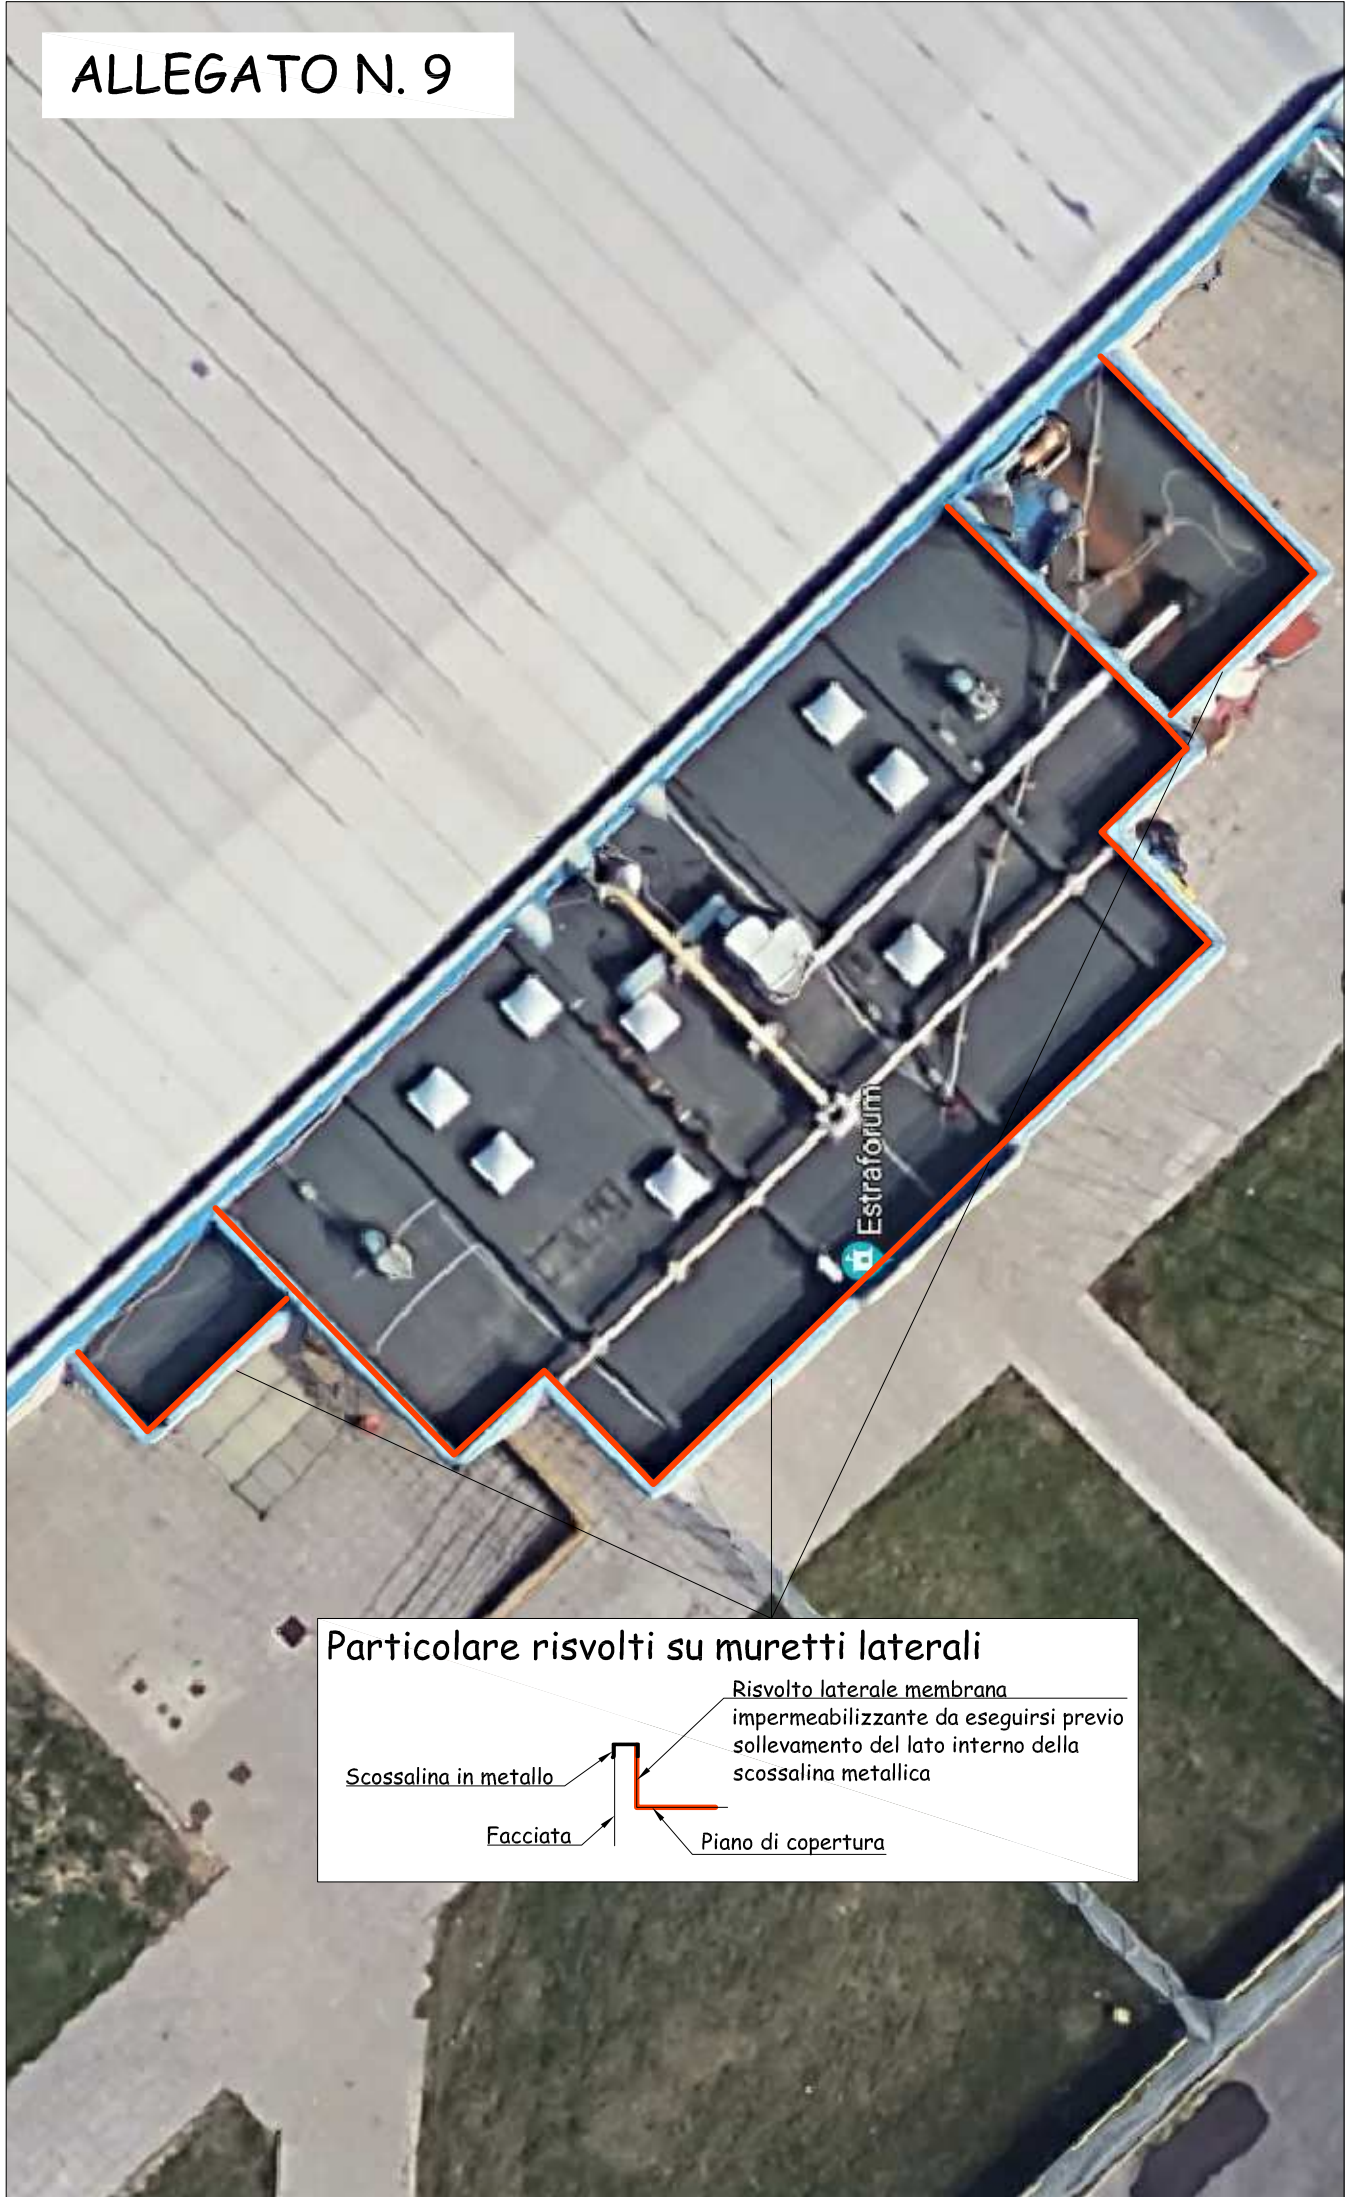 ALLEGATO N. 9
Estraforum
Particolare risvolti su muretti laterali
Risvolto laterale membrana
impermeabilizzante da eseguirsi previo
sollevamento del lato interno della
scossalina metallica
Scossalina in metallo
Facciata
Piano di copertura